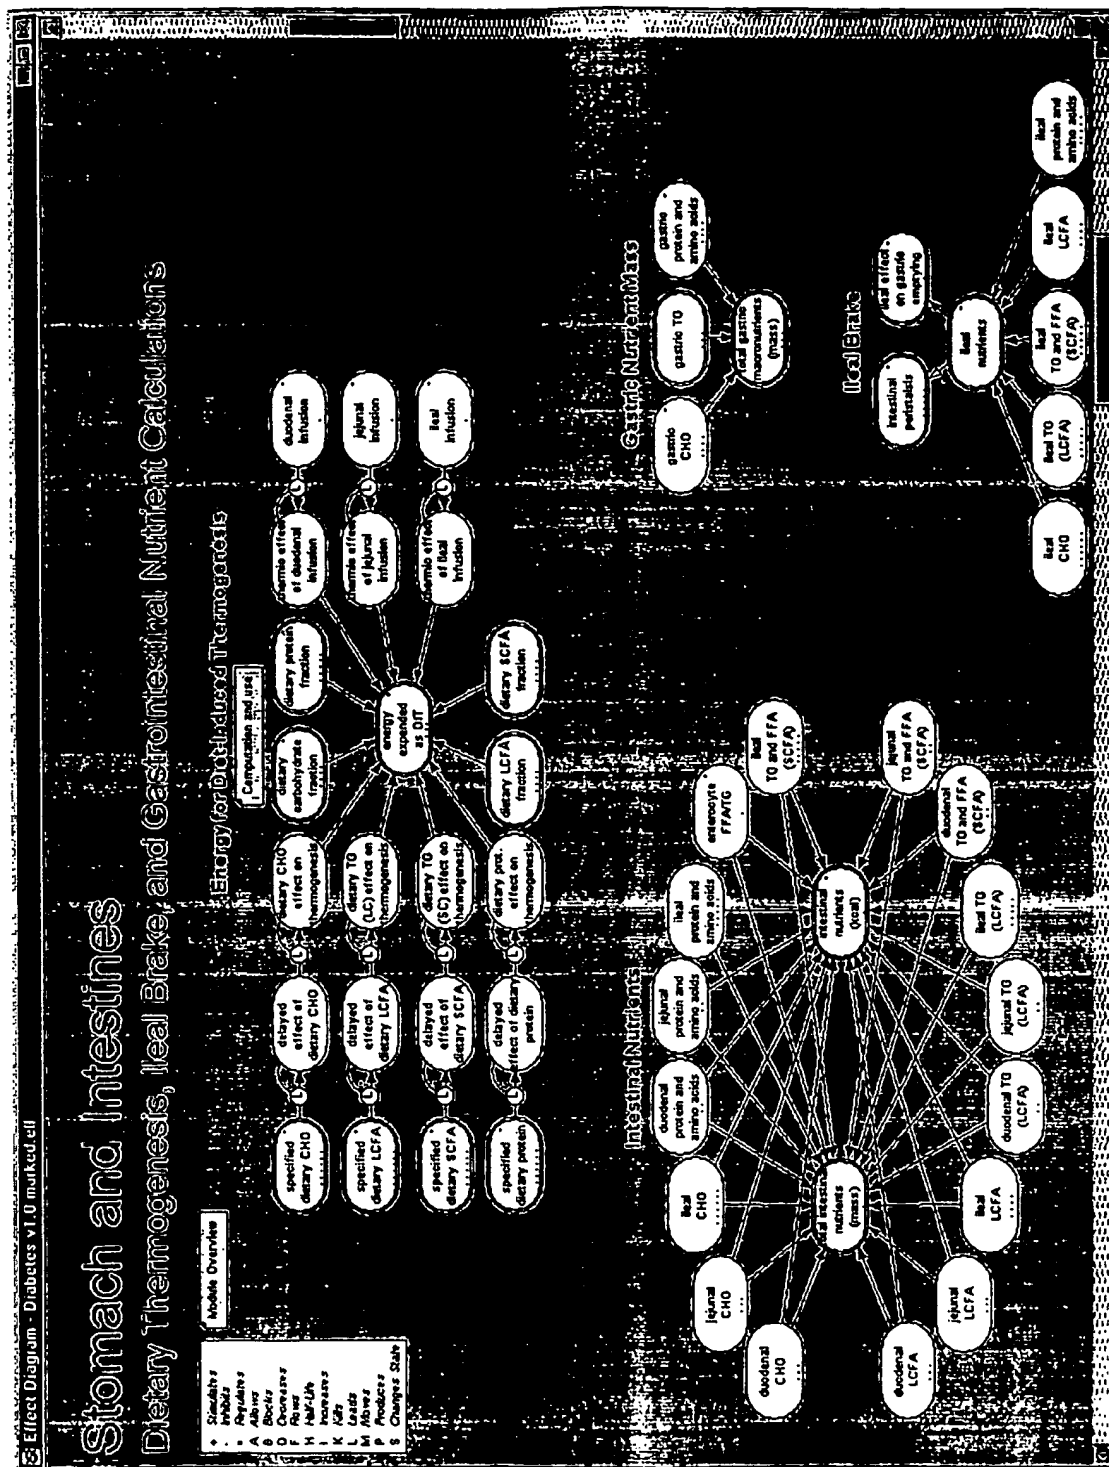 Effect Diagram - Diabetes v1.0 marked.ell
Stomach and Intestines
Dietary Thermogenesis, Ileal Brake, and Gastrointestinal Nutrient Calculations
+ Stimulates
- Inhibits
= Regulates
A Allows
B Blocks
D Decreases
F Raises
H Half-Life
I Increases
K Kills
L Leads
M Moves
P Produces
S Changes State
Module Overview
Energy for Diet-Induced Thermogenesis
Computation and use
specified
dietary CHO
delayed
effect of
dietary CHO
dietary CHO
effect on
thermogenesis
specified
dietary LCFA
delayed
effect of
dietary LCFA
dietary TG
(LC) effect on
thermogenesis
specified
dietary SCFA
delayed
effect of
dietary SCFA
dietary TG
(SC) effect on
thermogenesis
specified
dietary protein
delayed
effect of dietary
protein
dietary prot.
effect on
thermogenesis
L
L
L
L
L
L
L
L
dietary
carbohydrate
fraction
dietary protein
fraction
energy
expended
as DIT
dietary LCFA
fraction
dietary SCFA
fraction
thermic effect
of duodenal
infusion
L
duodenal
infusion
thermic effect
of jejunal
infusion
L
jejunal
infusion
thermic effect
of ileal
infusion
L
ileal
infusion
Intestinal Nutrients
duodenal
CHO
jejunal
CHO
ileal
CHO
duodenal
protein and
amino acids
jejunal
protein and
amino acids
ileal
protein and
amino acids
enterocyte
FFA/TG
ileal
TG and FFA
(SCFA)
nutrients
(mass)
intestinal
nutrients
(kcal)
duodenal
LCFA
jejunal
LCFA
ileal
LCFA
duodenal TG
(LCFA)
jejunal TG
(LCFA)
ileal TG
(LCFA)
duodenal
TG and FFA
(SCFA)
jejunal
TG and FFA
(SCFA)
Gastric Nutrient Mass
gastric
CHO
gastric TG
gastric
protein and
amino acids
total gastric
macronutrients
(mass)
Ileal Brake
intestinal
peristalsis
ileal effect
on gastric
emptying
ileal
nutrients
ileal
CHO
ileal TG
(LCFA)
ileal
TG and FFA
(SCFA)
ileal
LCFA
ileal
protein and
amino acids